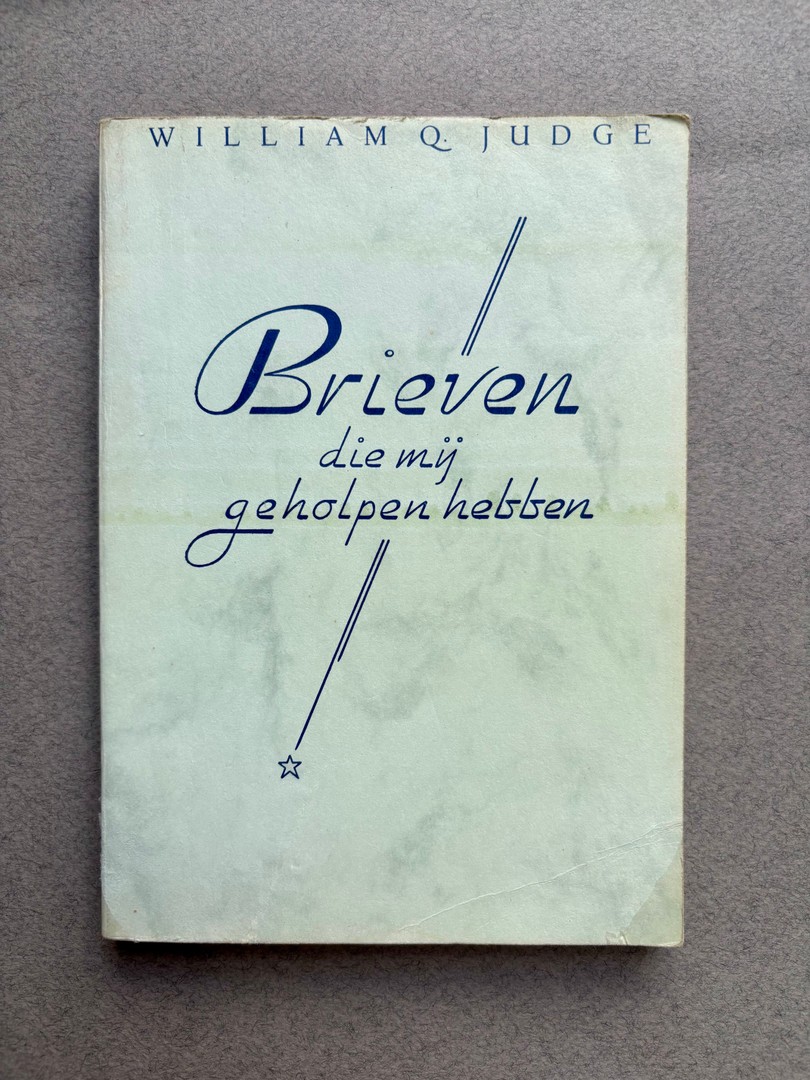 WILLIAM Q. JUDGE
Brieven
die mij
geholpen hebben